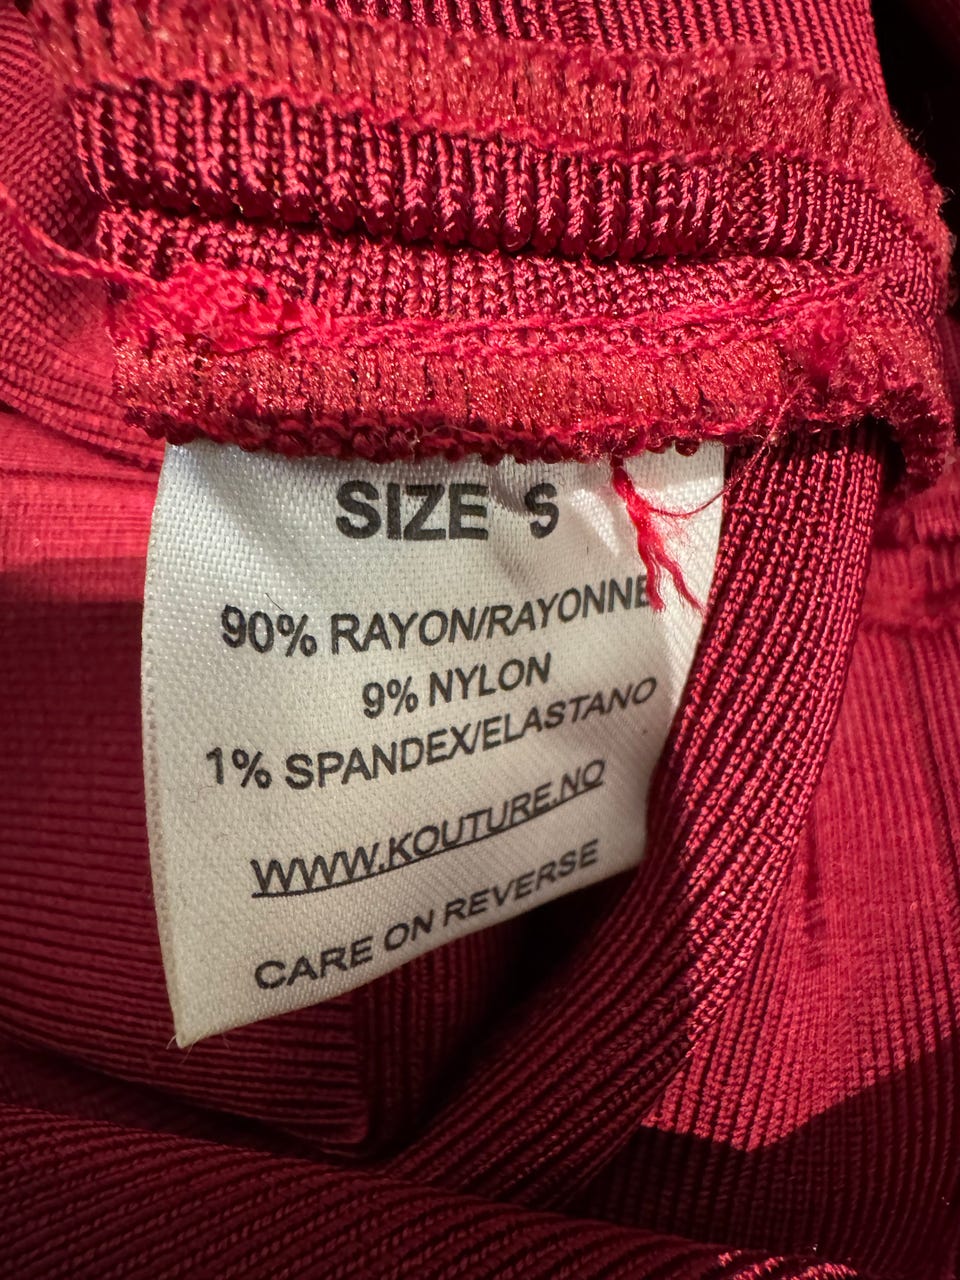 SIZE S
90% RAYON/RAYONNE
9% NYLON
1% SPANDEX/ELASTANO
WWW.KOUTURE.NO
CARE ON REVERSE